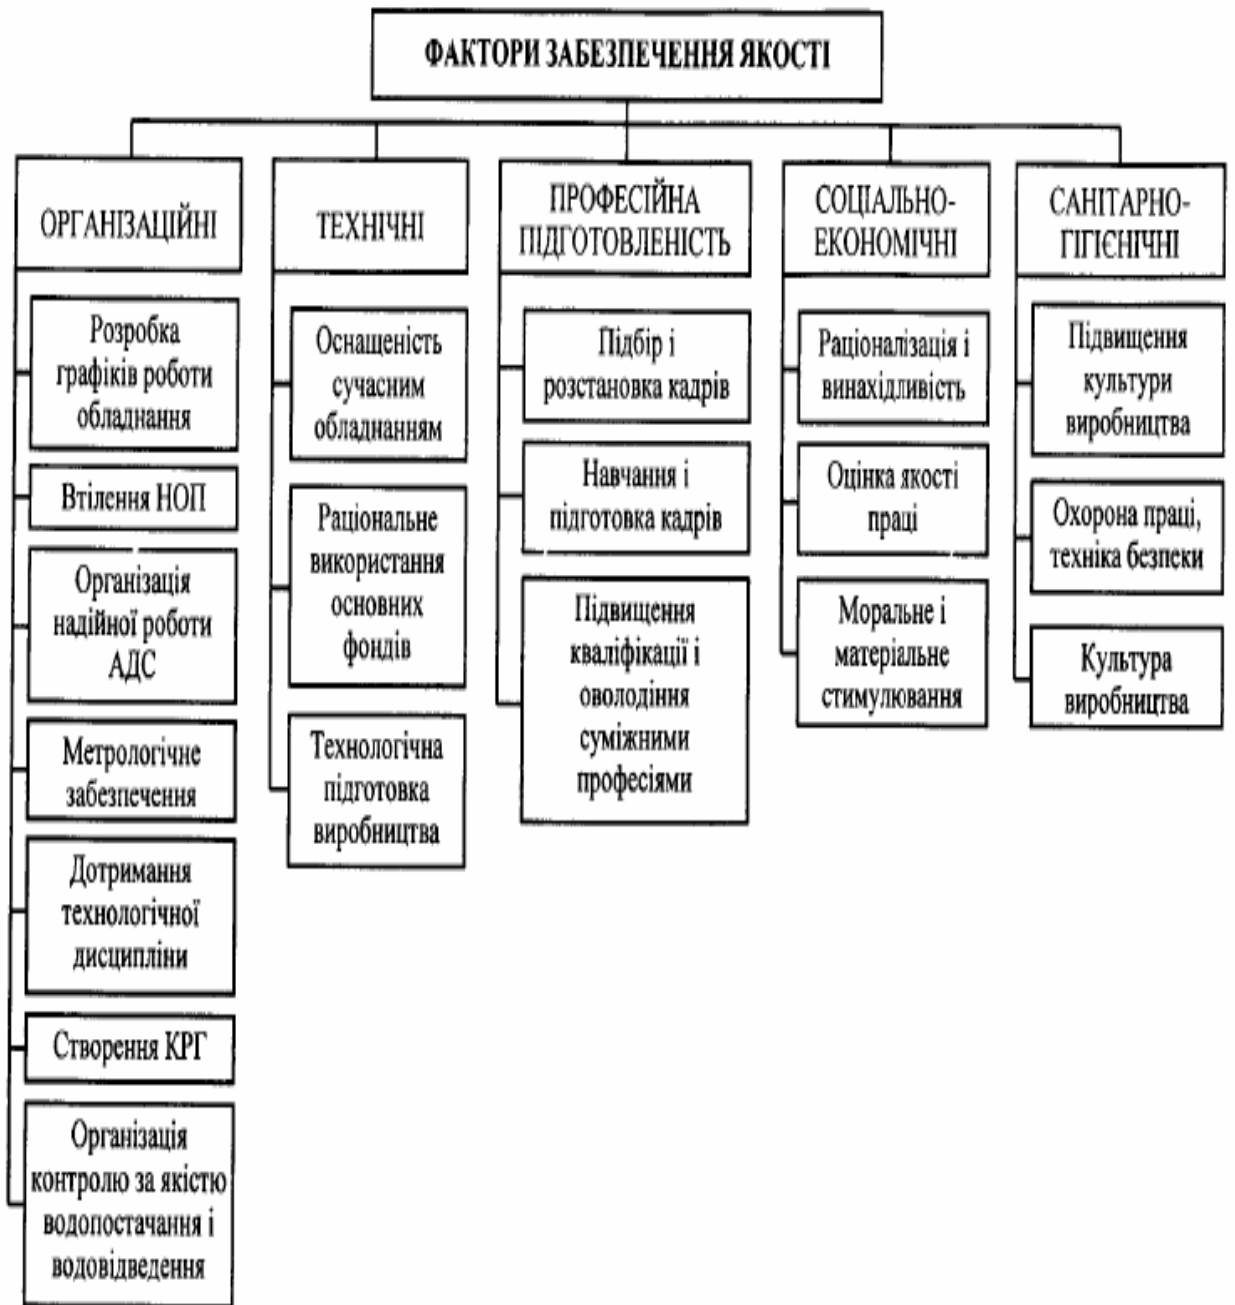 ФАКТОРИ ЗАБЕЗПЕЧЕННЯ ЯКОСТІ
ОРГАНІЗАЦІЙНІ
Розробка
графіків роботи
обладнання
Втілення НОП
Організація
надійної роботи
АДС
Метрологічне
забезпечення
Дотримання
технологічної
дисципліни
Створення КРГ
Організація
контролю за якістю
водопостачання і
водовідведення
ТЕХНІЧНІ
Оснащеність
сучасним
обладнанням
Раціональне
використання
основних
фондів
Технологічна
підготовка
виробництва
ПРОФЕСІЙНА
ПІДГОТОВЛЕНІСТЬ
Підбір і
розстановка кадрів
Навчання і
підготовка кадрів
Підвищення
кваліфікації і
оволодіння
суміжними
професіями
СОЦІАЛЬНО-
ЕКОНОМІЧНІ
Раціоналізація і
винахідливість
Оцінка якості
праці
Моральне і
матеріальне
стимулювання
САНІТАРНО-
ГІГІЄНІЧНІ
Підвищення
культури
виробництва
Охорона праці,
техніка безпеки
Культура
виробництва